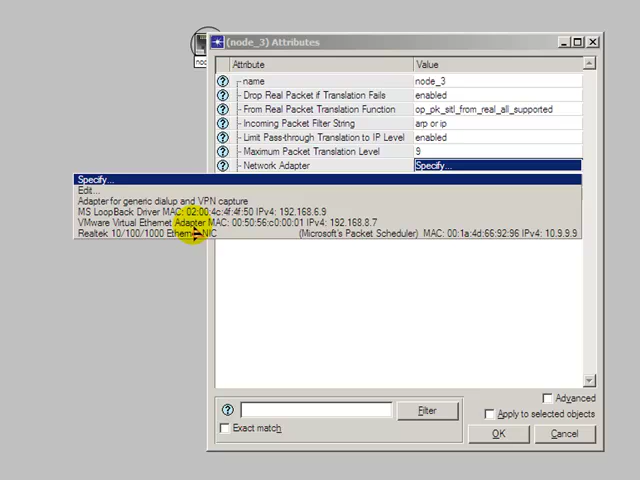 (node_3) Attributes
Attribute Value
name node_3
Drop Real Packet if Translation Fails enabled
From Real Packet Translation Function op_pk_sitl_from_real_all_supported
Incoming Packet Filter String arp or ip
Limit Pass-through Translation to IP Level enabled
Maximum Packet Translation Level 9
Network Adapter Specify...
Specify...
Edit...
Adapter for generic dialup and VPN capture
MS LoopBack Driver MAC: 02:00:4c:4f:4f:50 IPv4: 192.168.6.9
VMware Virtual Ethernet Adapter MAC: 00:50:56:c0:00:01 IPv4: 192.168.8.7
Realtek 10/100/1000 Ethernet NIC (Microsoft's Packet Scheduler) MAC: 00:1a:4d:66:92:96 IPv4: 10.9.9.9
Advanced
Filter
Apply to selected objects
Exact match
OK Cancel